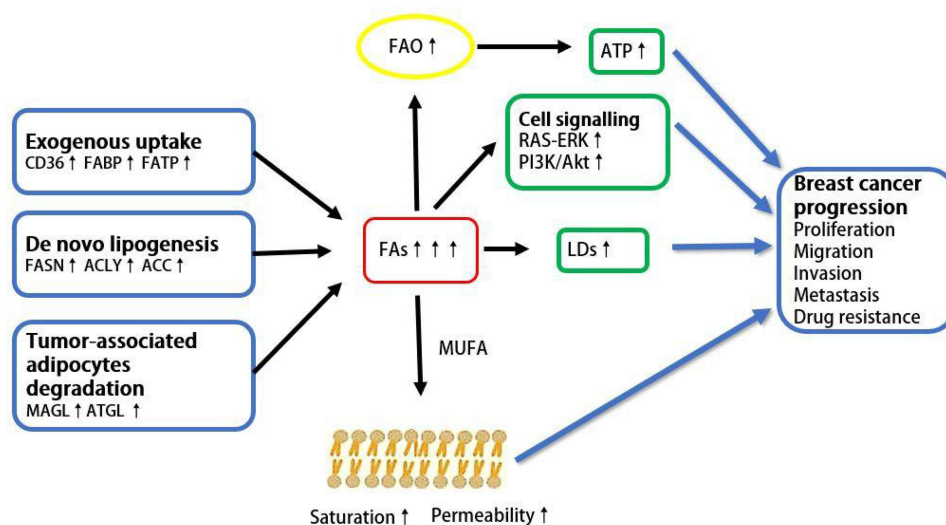 FAO ↑
ATP ↑
Exogenous uptake
CD36 ↑ FABP ↑ FATP ↑
Cell signalling
RAS-ERK ↑
PI3K/Akt ↑
De novo lipogenesis
FASN ↑ ACLY ↑ ACC ↑
FAs ↑ ↑ ↑
LDs ↑
Breast cancer
progression
Proliferation
Migration
Invasion
Metastasis
Drug resistance
Tumor-associated
adipocytes
degradation
MAGL ↑ ATGL ↑
MUFA
Saturation ↑ Permeability ↑